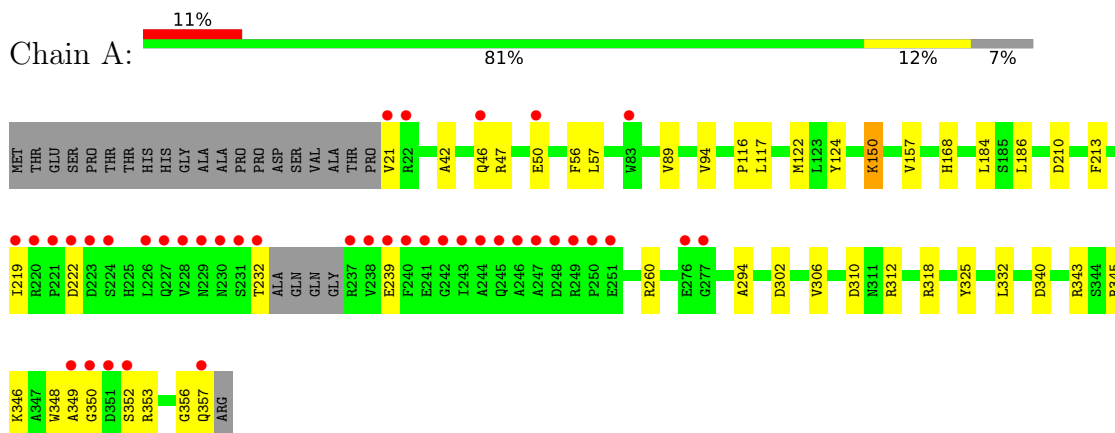 11%
Chain A:
81% 12% 7%
MET THR GLU SER PRO THR THR HIS HIS GLY ALA ALA PRO PRO ASP SER VAL ALA THR PRO V21 R22 A42 Q46 R47 E50 F56 L57 W83 V89 V94 P116 L117 M122 L123 Y124 K150 V157 H168 L184 S185 L186 D210 F213
I219 R220 P221 D222 D223 S224 H225 L226 Q227 V228 N229 N230 S231 T232 ALA GLN GLN GLY R237 V238 E239 F240 E241 G242 I243 A244 Q245 A246 A247 D248 R249 P250 E251 R260 E276 G277 A294 D302 V306 D310 N311 R312 R318 Y325 L332 D340 R343 S344 R345
K346 A347 W348 A349 G350 D351 S352 R353 G356 Q357 ARG